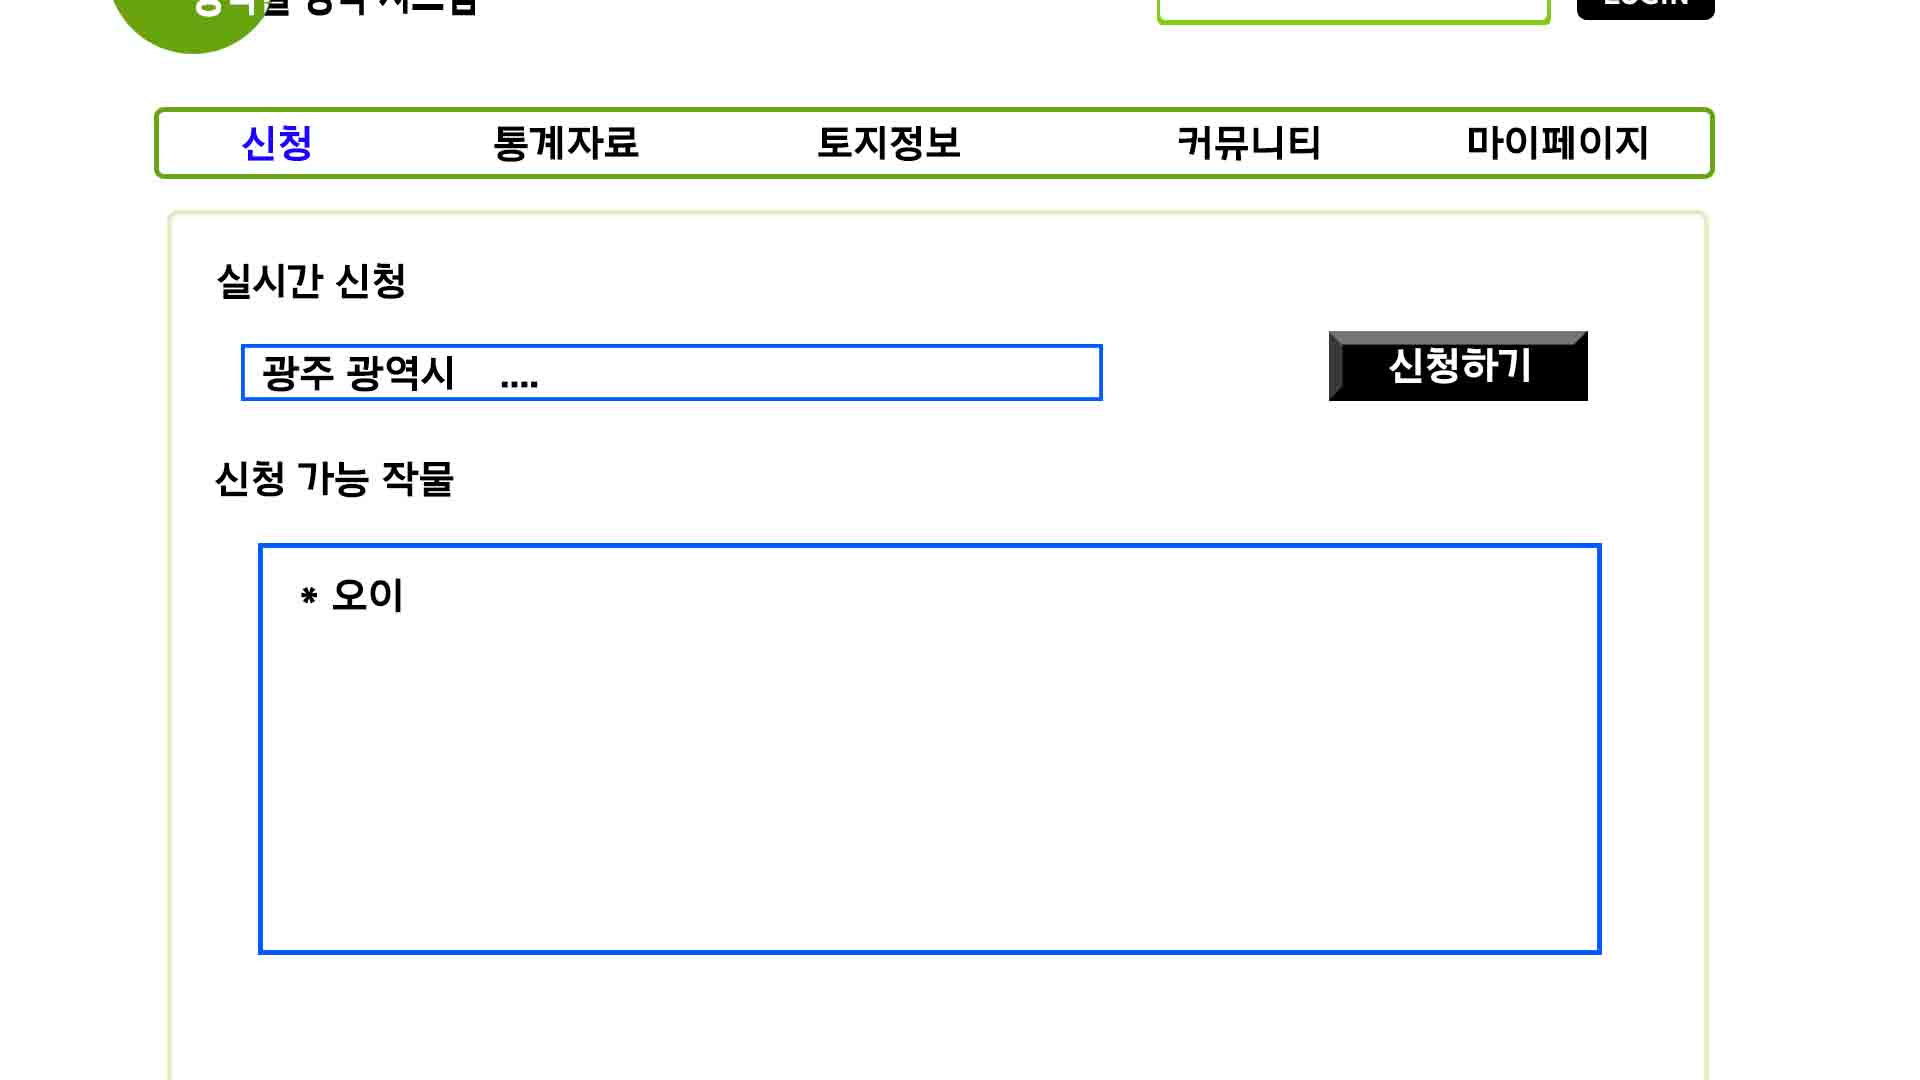 LOGIN
신청 통계자료 토지정보 커뮤니티 마이페이지
실시간 신청
광주 광역시 ....
신청하기
신청 가능 작물
* 오이